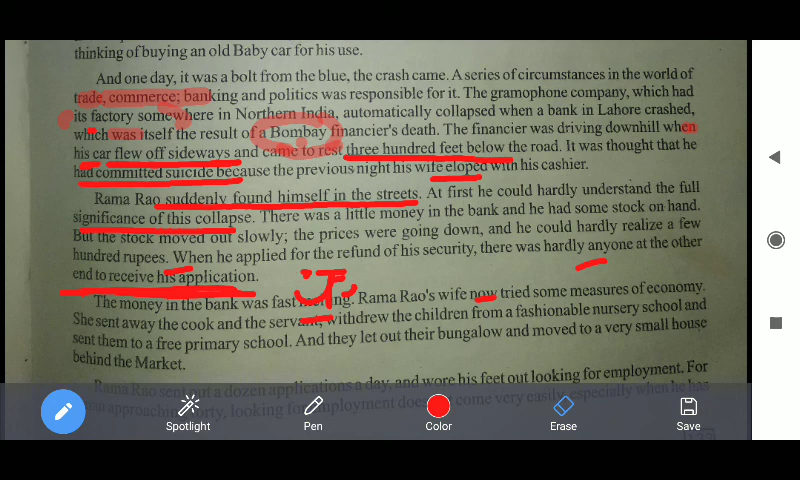 thinking of buying an old Baby car for his use.
And one day, it was a bolt from the blue, the crash came. A series of circumstances in the world of
trade, commerce; banking and politics was responsible for it. The gramophone company, which had
its factory somewhere in Northern India, automatically collapsed when a bank in Lahore crashed,
which was itself the result of a Bombay financier's death. The financier was driving downhill when
his car flew off sideways and came to rest three hundred feet below the road. It was thought that he
had committed suicide because the previous night his wife eloped with his cashier.
Rama Rao suddenly found himself in the streets. At first he could hardly understand the full
significance of this collapse. There was a little money in the bank and he had some stock on hand.
But the stock moved out slowly; the prices were going down, and he could hardly realize a few
hundred rupees. When he applied for the refund of his security, there was hardly anyone at the other
end to receive his application.
The money in the bank was fast Rama Rao's wife now tried some measures of economy.
She sent away the cook and the servant, withdrew the children from a fashionable nursery school and
sent them to a free primary school. And they let out their bungalow and moved to a very small house
behind the Market.
Rama Rao sent out a dozen applications a day, and wore his feet out looking for employment. For
approaching forty, looking for employment does come very easily, especially when he has
Spotlight
Pen
Color
Erase
Save